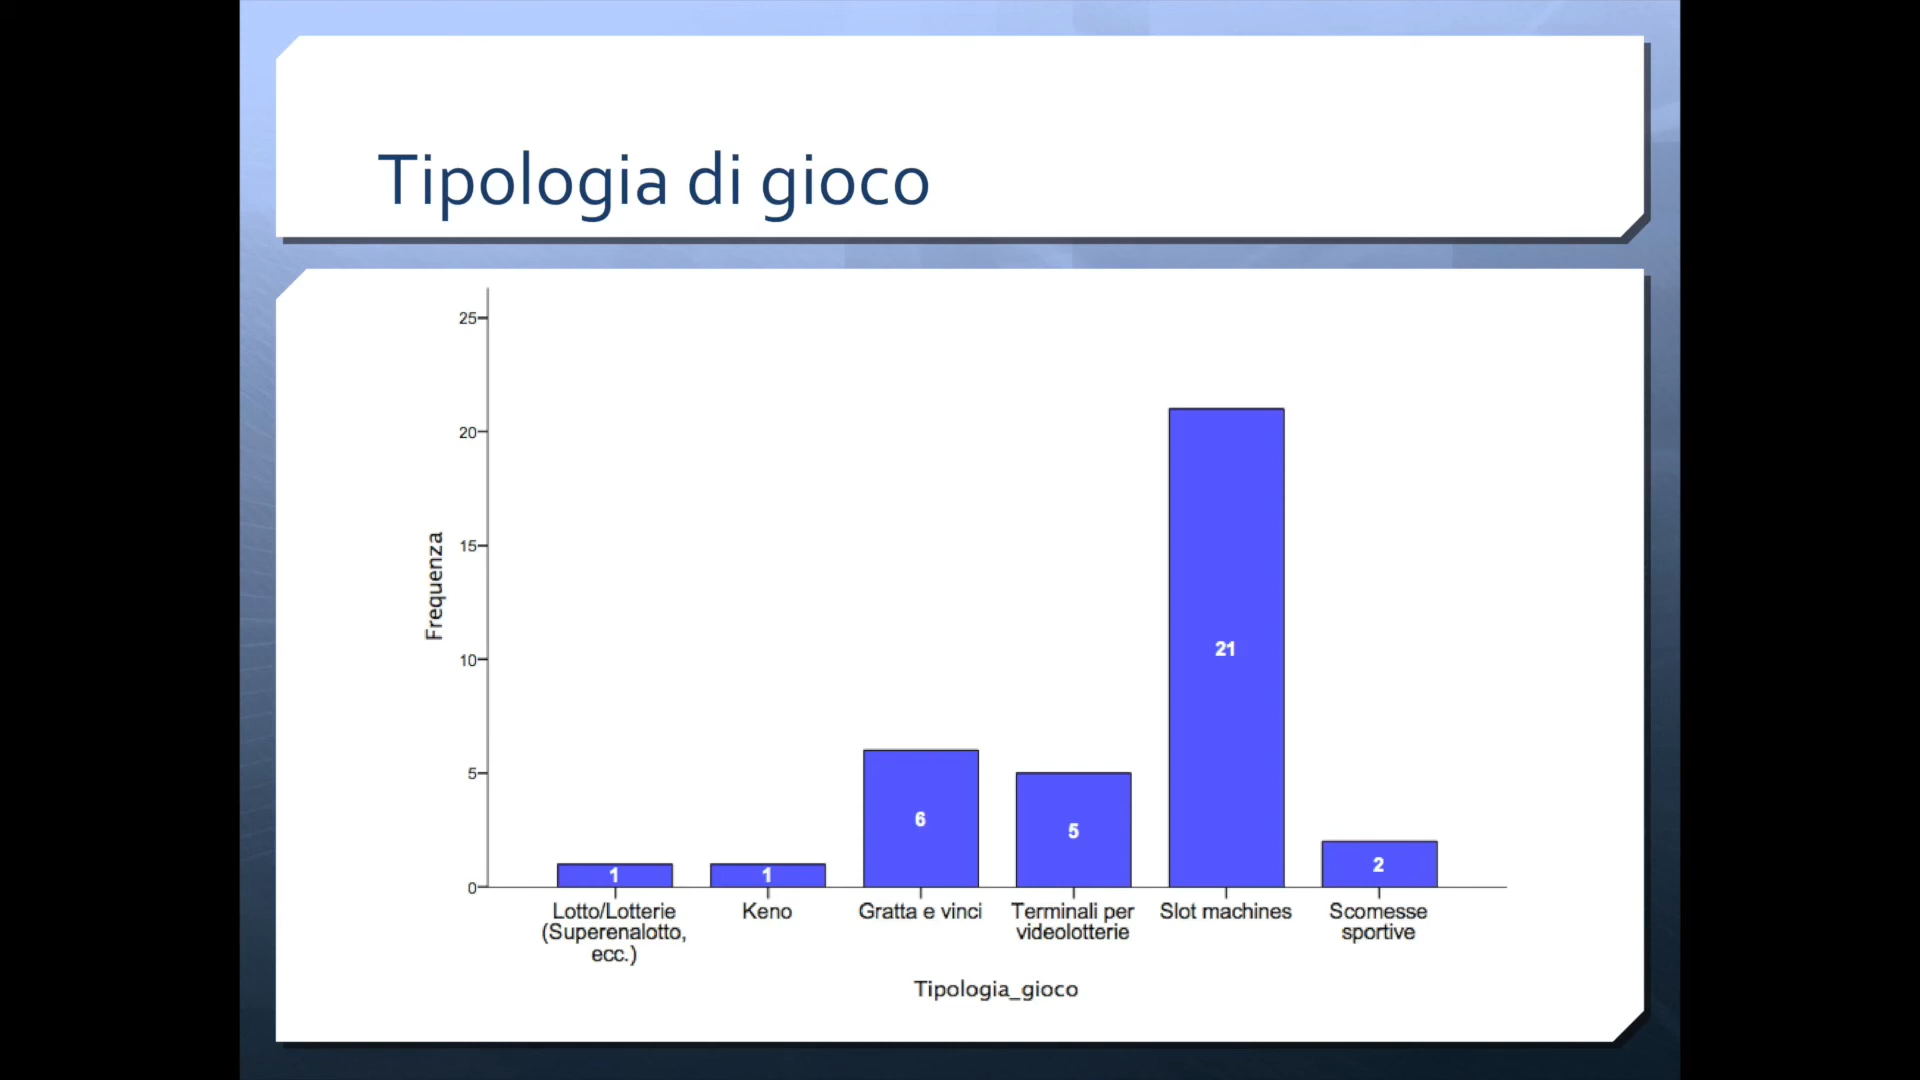 Tipologia di gioco
25
20
15
10
5
0
Frequenza
1
1
6
5
21
2
Lotto/Lotterie
(Superenalotto,
ecc.)
Keno
Gratta e vinci
Terminali per
videolotterie
Slot machines
Scomesse
sportive
Tipologia_gioco